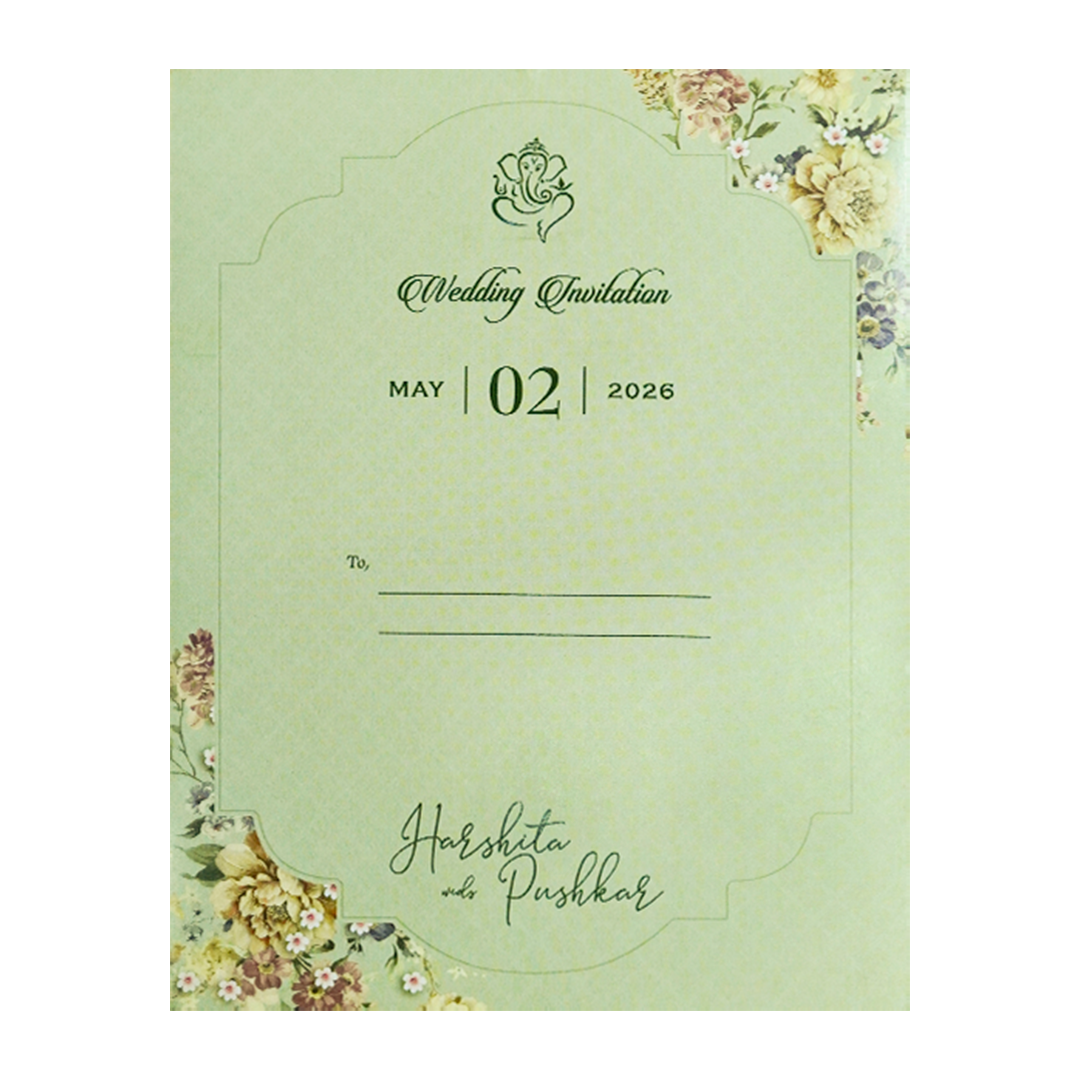 Wedding Invitation
MAY | 02 | 2026
To,
Harshita
weds Pushkar